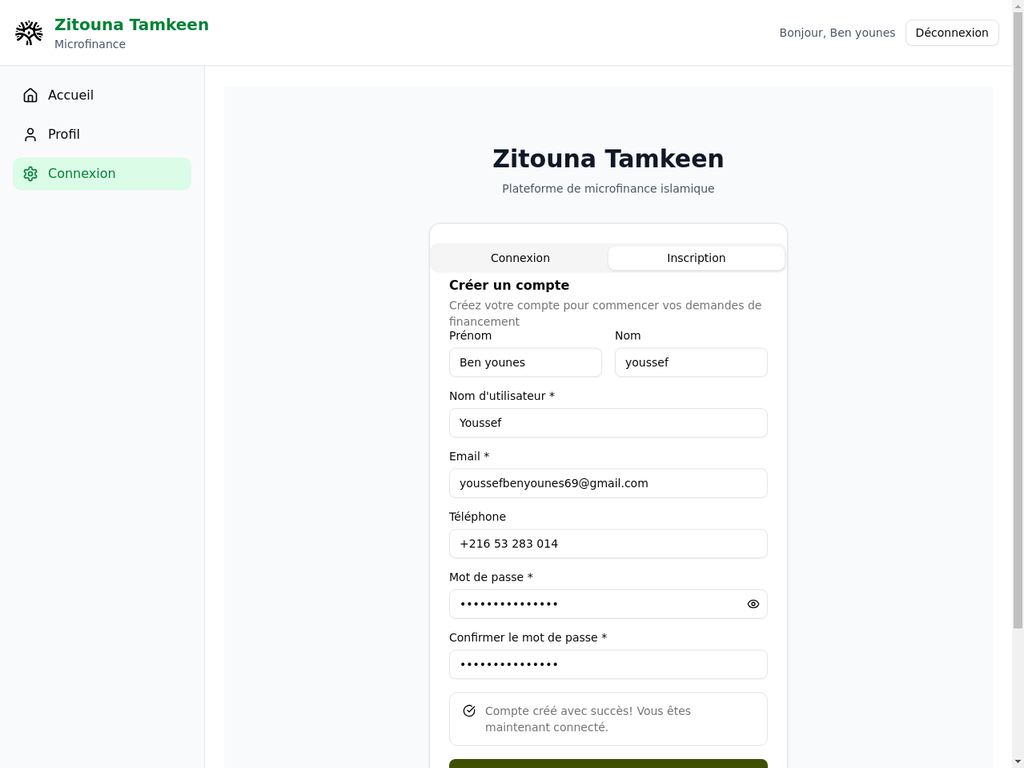 Zitouna Tamkeen
Microfinance
Bonjour, Ben younes
Déconnexion
Accueil
Profil
Connexion
Zitouna Tamkeen
Plateforme de microfinance islamique
Connexion
Inscription
Créer un compte
Créez votre compte pour commencer vos demandes de
financement
Prénom
Nom
Ben younes
youssef
Nom d'utilisateur *
Youssef
Email *
youssefbenyounes69@gmail.com
Téléphone
+216 53 283 014
Mot de passe *
•••••••••••••••
Confirmer le mot de passe *
•••••••••••••••
Compte créé avec succès! Vous êtes
maintenant connecté.